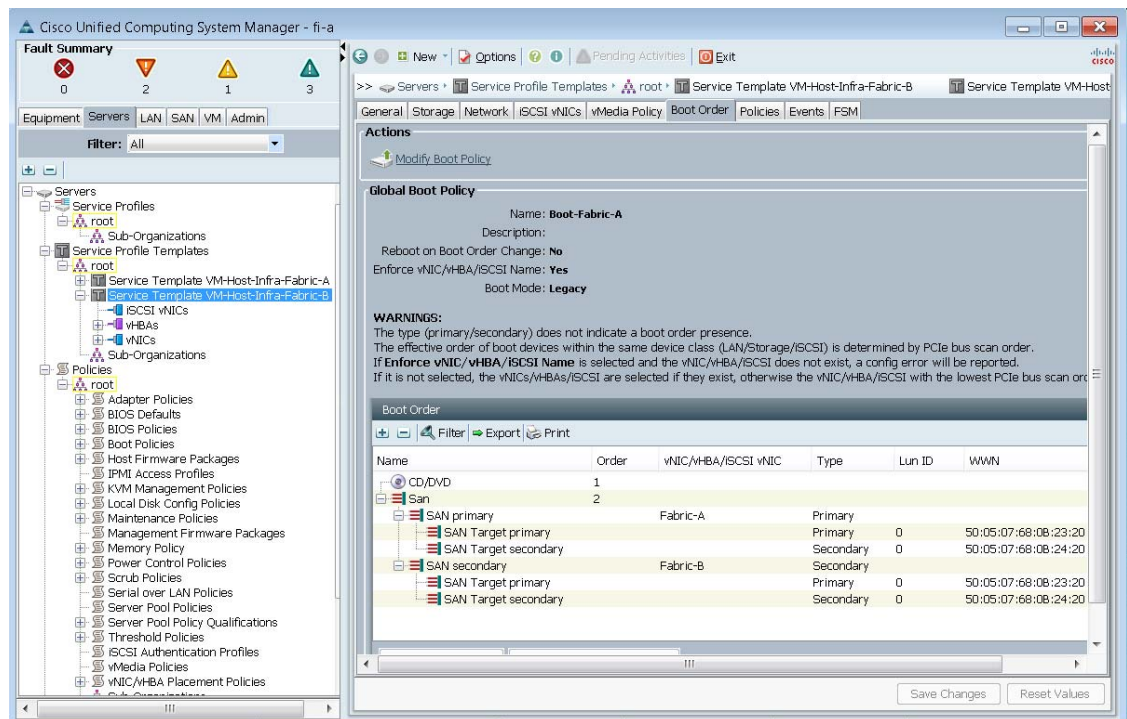 Cisco Unified Computing System Manager - fi-a
Fault Summary
0 2 1 3
Equipment Servers LAN SAN VM Admin
Filter: All
Servers
Service Profiles
root
Sub-Organizations
Service Profile Templates
root
Service Template VM-Host-Infra-Fabric-A
Service Template VM-Host-Infra-Fabric-B
iSCSI vNICs
vHBAs
vNICs
Sub-Organizations
Policies
root
Adapter Policies
BIOS Defaults
BIOS Policies
Boot Policies
Host Firmware Packages
IPMI Access Profiles
KVM Management Policies
Local Disk Config Policies
Maintenance Policies
Management Firmware Packages
Memory Policy
Power Control Policies
Scrub Policies
Serial over LAN Policies
Server Pool Policies
Server Pool Policy Qualifications
Threshold Policies
iSCSI Authentication Profiles
vMedia Policies
vNIC/vHBA Placement Policies
New Options Pending Activities Exit
cisco
>> Servers Service Profile Templates root Service Template VM-Host-Infra-Fabric-B Service Template VM-Host
General Storage Network iSCSI vNICs vMedia Policy Boot Order Policies Events FSM
Actions
Modify Boot Policy
Global Boot Policy
Name: Boot-Fabric-A
Description:
Reboot on Boot Order Change: No
Enforce vNIC/vHBA/iSCSI Name: Yes
Boot Mode: Legacy
WARNINGS:
The type (primary/secondary) does not indicate a boot order presence.
The effective order of boot devices within the same device class (LAN/Storage/iSCSI) is determined by PCIe bus scan order.
If Enforce vNIC/vHBA/iSCSI Name is selected and the vNIC/vHBA/iSCSI does not exist, a config error will be reported.
If it is not selected, the vNICs/vHBAs/iSCSI are selected if they exist, otherwise the vNIC/vHBA/iSCSI with the lowest PCIe bus scan
Boot Order
Filter Export Print
Name Order vNIC/vHBA/iSCSI vNIC Type Lun ID WWN
CD/DVD 1
San 2
SAN primary Fabric-A Primary
SAN Target primary Primary 0 50:05:07:68:0B:23:20
SAN Target secondary Secondary 0 50:05:07:68:0B:24:20
SAN secondary Fabric-B Secondary
SAN Target primary Primary 0 50:05:07:68:0B:23:20
SAN Target secondary Secondary 0 50:05:07:68:0B:24:20
Save Changes Reset Values